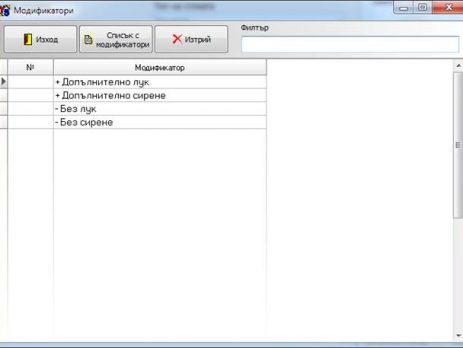 Модификатори
Изход
Списък с
модификатори
Изтрий
Филтър
№ Модификатор
+ Допълнително лук
+ Допълнително сирене
- Без лук
- Без сирене